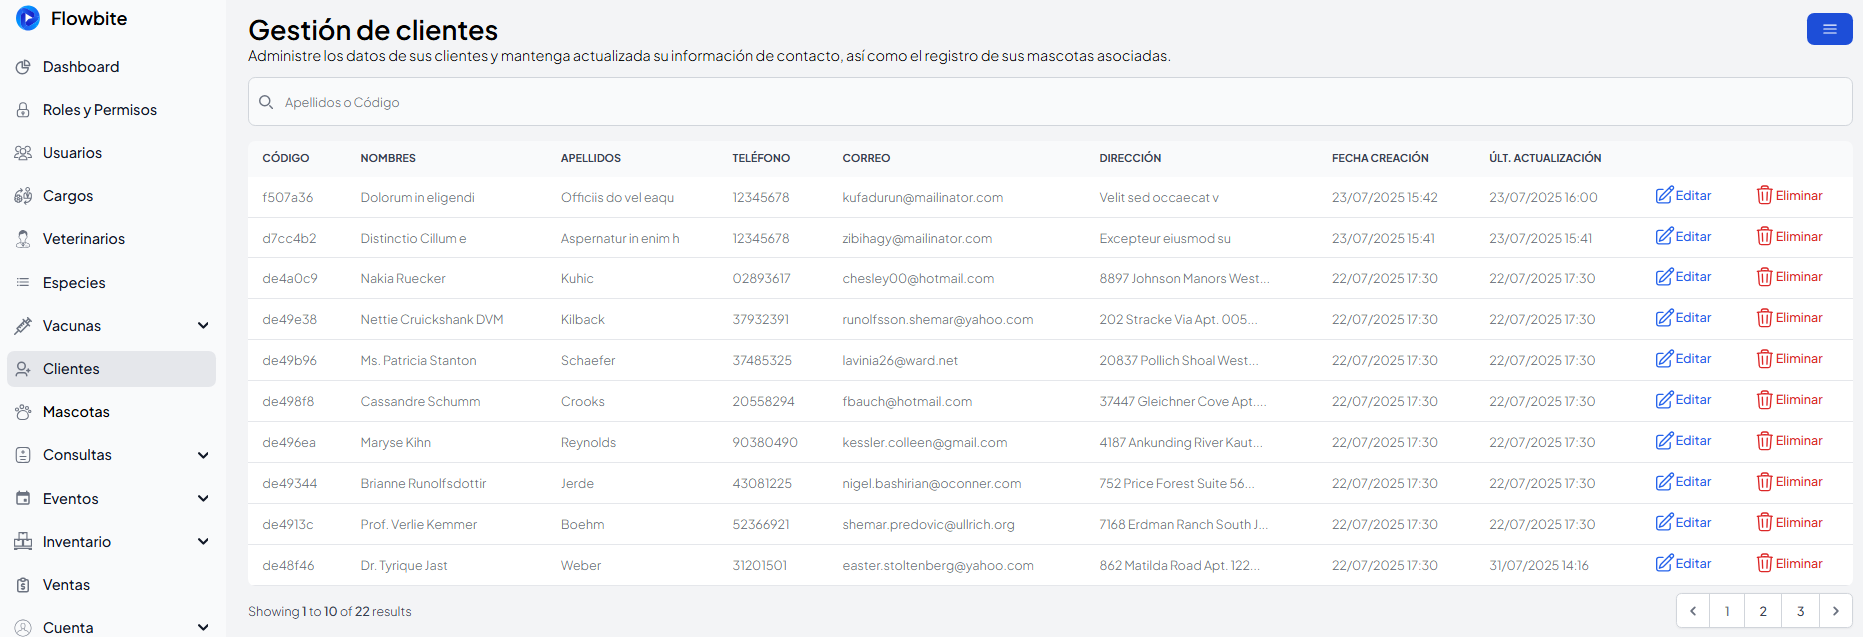 Flowbite
Dashboard
Roles y Permisos
Usuarios
Cargos
Veterinarios
Especies
Vacunas
Clientes
Mascotas
Consultas
Eventos
Inventario
Ventas
Cuenta
Gestión de clientes
Administre los datos de sus clientes y mantenga actualizada su información de contacto, así como el registro de sus mascotas asociadas.
Apellidos o Código
CÓDIGO NOMBRES APELLIDOS TELÉFONO CORREO DIRECCIÓN FECHA CREACIÓN ÚLT. ACTUALIZACIÓN
f507a36 Dolorum in eligendi Officiis do vel eaqu 12345678 kufadurun@mailinator.com Velit sed occaecat v 23/07/2025 15:42 23/07/2025 16:00 Editar Eliminar
d7cc4b2 Distinctio Cillum e Aspernatur in enim h 12345678 zibihagy@mailinator.com Excepteur eiusmod su 23/07/2025 15:41 23/07/2025 15:41 Editar Eliminar
de4a0c9 Nakia Ruecker Kuhic 02893617 chesley00@hotmail.com 8897 Johnson Manors West... 22/07/2025 17:30 22/07/2025 17:30 Editar Eliminar
de49e38 Nettie Cruickshank DVM Kilback 37932391 runolfsson.shemar@yahoo.com 202 Stracke Via Apt. 005... 22/07/2025 17:30 22/07/2025 17:30 Editar Eliminar
de49b96 Ms. Patricia Stanton Schaefer 37485325 lavinia26@ward.net 20837 Pollich Shoal West... 22/07/2025 17:30 22/07/2025 17:30 Editar Eliminar
de498f8 Cassandre Schumm Crooks 20558294 fbauch@hotmail.com 37447 Gleichner Cove Apt.... 22/07/2025 17:30 22/07/2025 17:30 Editar Eliminar
de496ea Maryse Kihn Reynolds 90380490 kessler.colleen@gmail.com 4187 Ankunding River Kaut... 22/07/2025 17:30 22/07/2025 17:30 Editar Eliminar
de49344 Brianne Runolfsdottir Jerde 43081225 nigel.bashirian@oconner.com 752 Price Forest Suite 56... 22/07/2025 17:30 22/07/2025 17:30 Editar Eliminar
de4913c Prof. Verlie Kemmer Boehm 52366921 shemar.predovic@ullrich.org 7168 Erdman Ranch South J... 22/07/2025 17:30 22/07/2025 17:30 Editar Eliminar
de48f46 Dr. Tyrique Jast Weber 31201501 easter.stoltenberg@yahoo.com 862 Matilda Road Apt. 122... 22/07/2025 17:30 31/07/2025 14:16 Editar Eliminar
Showing 1 to 10 of 22 results
1 2 3